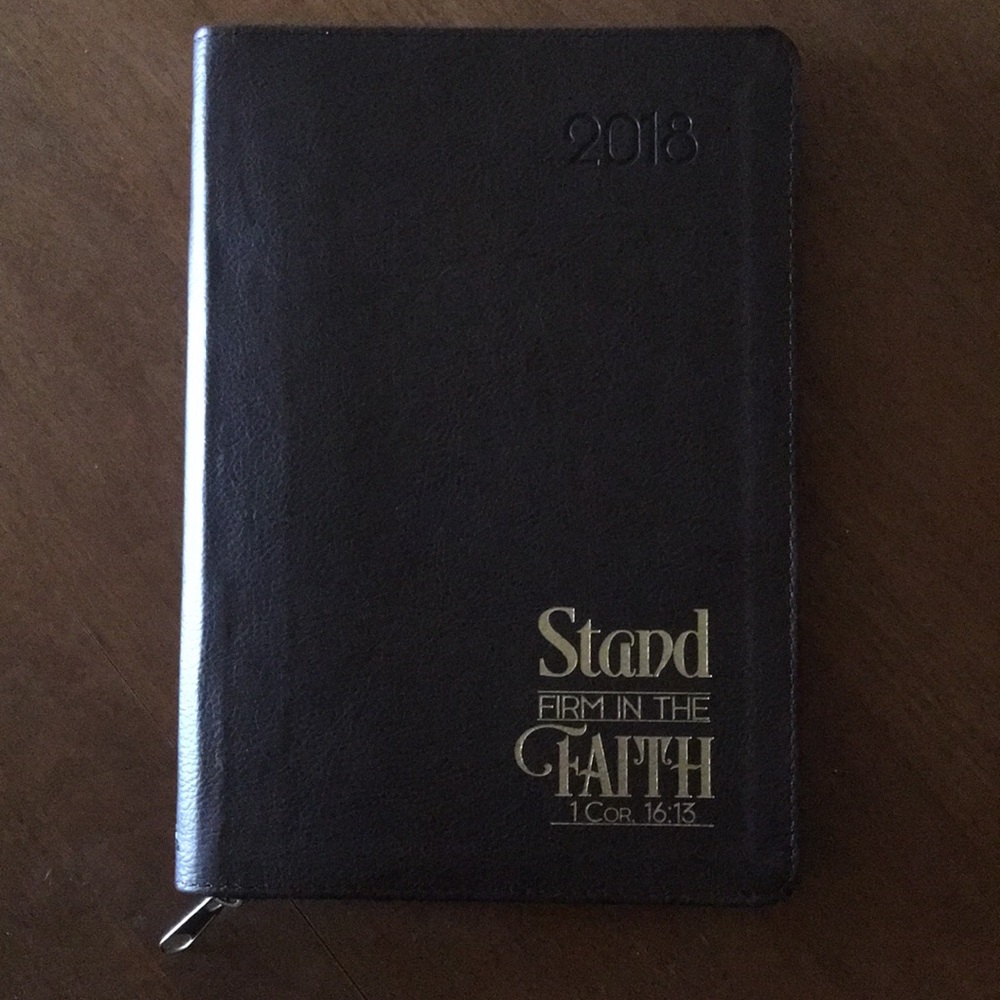 2018
Stand
FIRM IN THE
FAITH
1 COR. 16:13